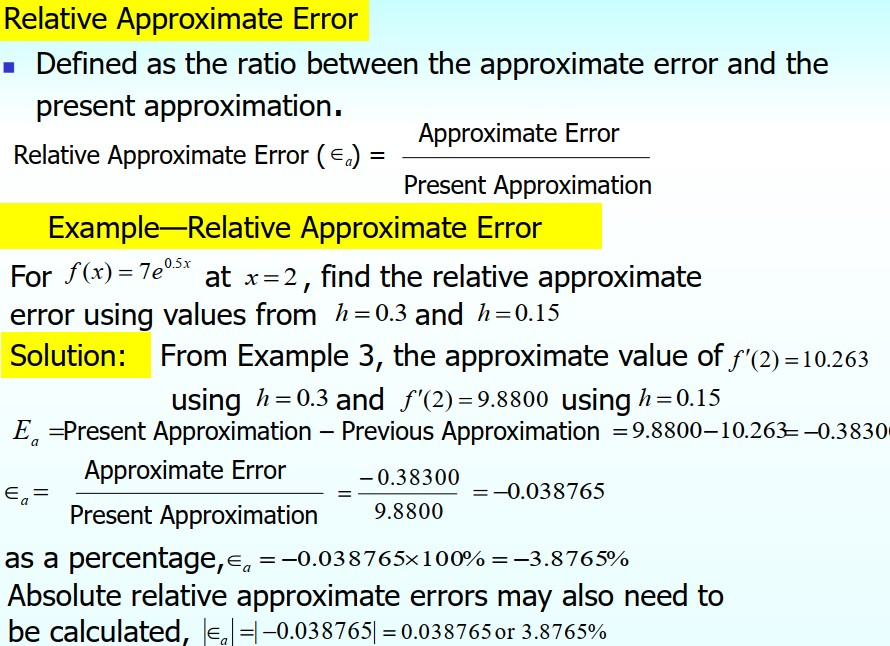 Relative Approximate Error
▪ Defined as the ratio between the approximate error and the
present approximation.
Relative Approximate Error (∈ₐ) = Approximate Error / Present Approximation
Example—Relative Approximate Error
For f(x) = 7e^{0.5x} at x = 2 , find the relative approximate
error using values from h = 0.3 and h = 0.15
Solution: From Example 3, the approximate value of f′(2) = 10.263
using h = 0.3 and f′(2) = 9.8800 using h = 0.15
Eₐ =Present Approximation – Previous Approximation = 9.8800−10.263= −0.3830
∈ₐ = Approximate Error / Present Approximation = −0.38300 / 9.8800 = −0.038765
as a percentage, ∈ₐ = −0.038765×100% = −3.8765%
Absolute relative approximate errors may also need to
be calculated, |∈ₐ| =| −0.038765| = 0.038765 or 3.8765%